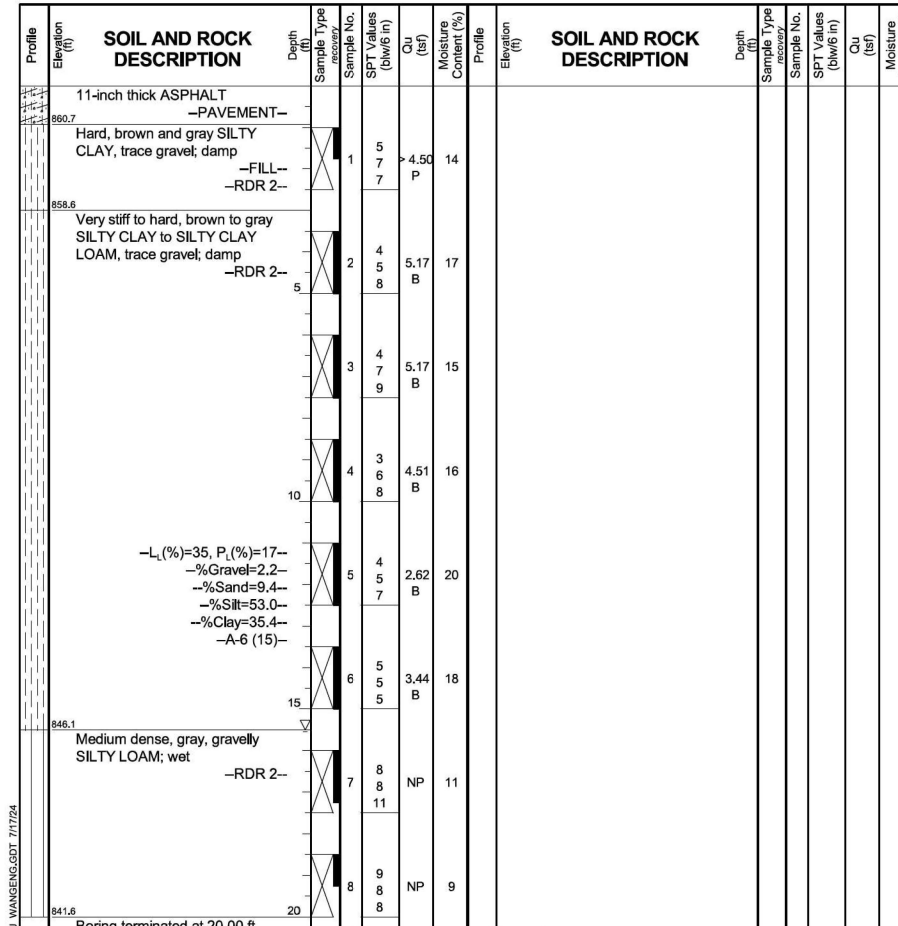 Profile
Elevation (ft)
SOIL AND ROCK DESCRIPTION
Depth (ft)
Sample Type
recovery
Sample No.
SPT Values (blw/6 in)
Qu (tsf)
Moisture Content (%)
Profile
Elevation (ft)
SOIL AND ROCK DESCRIPTION
Depth (ft)
Sample Type
recovery
Sample No.
SPT Values (blw/6 in)
Qu (tsf)
Moisture
11-inch thick ASPHALT
--PAVEMENT--
860.7
Hard, brown and gray SILTY
CLAY, trace gravel; damp
--FILL--
--RDR 2--
1
5
7
7
> 4.50
P
14
858.6
Very stiff to hard, brown to gray
SILTY CLAY to SILTY CLAY
LOAM, trace gravel; damp
--RDR 2--
5
2
4
5
8
5.17
B
17
3
4
7
9
5.17
B
15
10
4
3
6
8
4.51
B
16
--LL(%)=35, PL(%)=17--
--%Gravel=2.2--
--%Sand=9.4--
--%Silt=53.0--
--%Clay=35.4--
--A-6 (15)--
5
4
5
7
2.62
B
20
15
6
5
5
5
3.44
B
18
846.1
Medium dense, gray, gravelly
SILTY LOAM; wet
--RDR 2--
7
8
8
11
NP
11
8
9
8
8
NP
9
841.6
20
Boring terminated at 20.00 ft
WANGENG.GDT 7/17/24